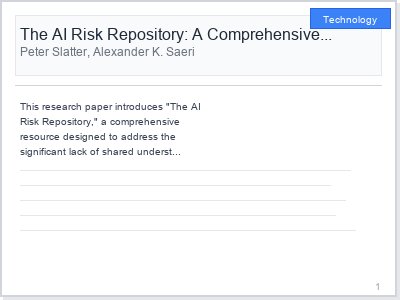 Technology
The AI Risk Repository: A Comprehensive...
Peter Slatter, Alexander K. Saeri
This research paper introduces "The AI
Risk Repository," a comprehensive
resource designed to address the
significant lack of shared underst...
1